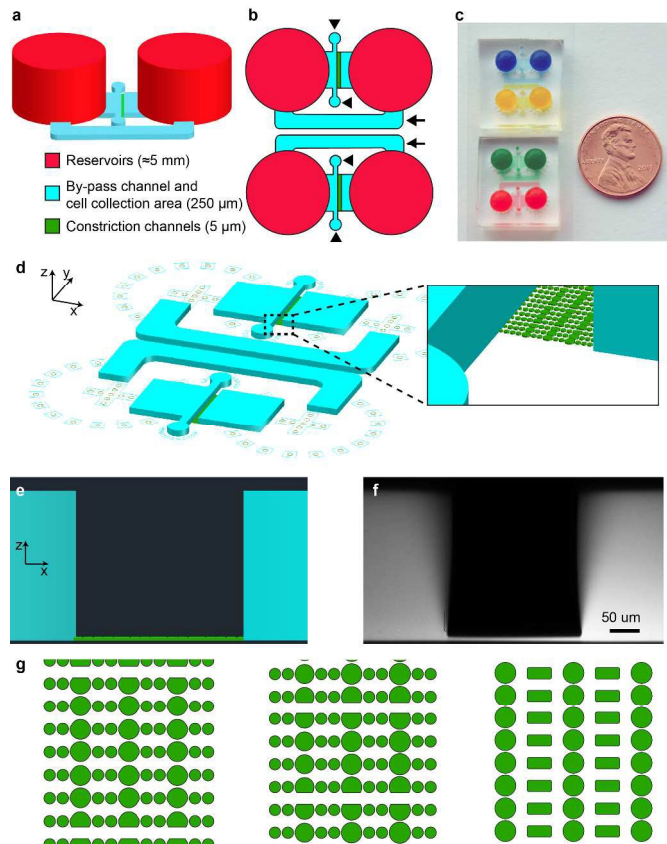 a
b
c
Reservoirs (≈5 mm)
By-pass channel and
cell collection area (250 µm)
Constriction channels (5 µm)
d
z
y
x
e
z
x
f
50 um
g